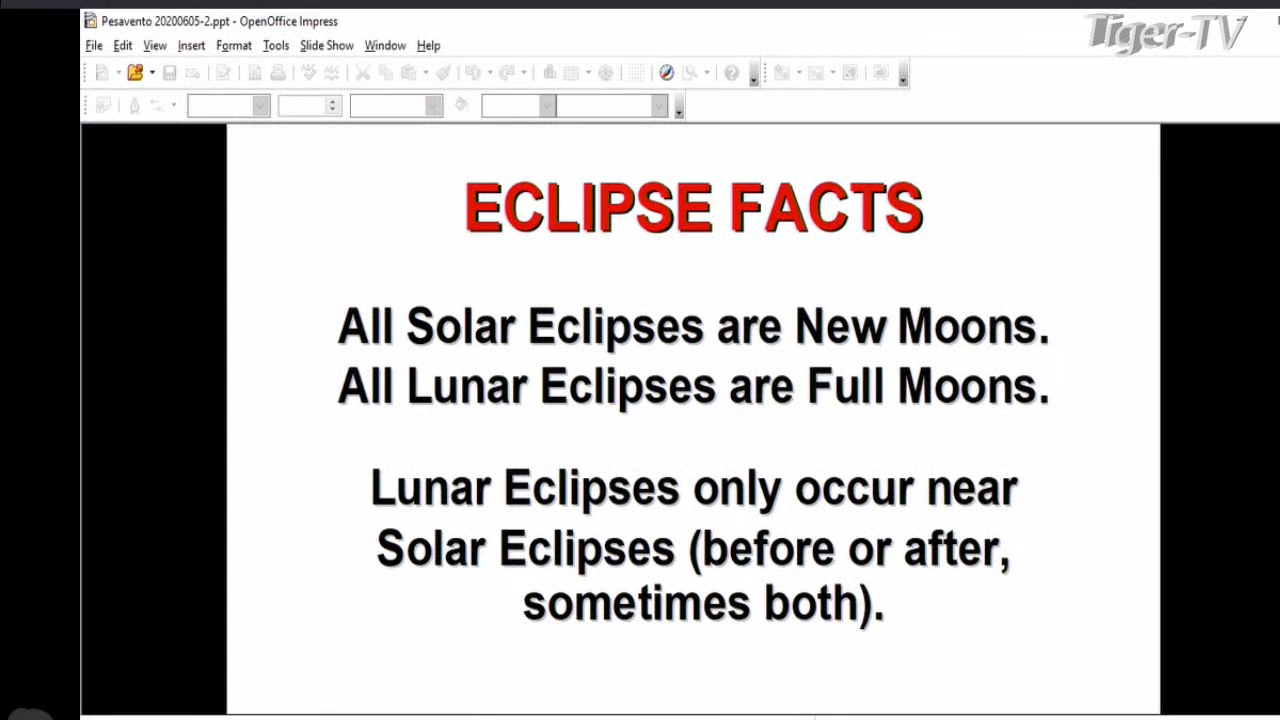 Pesavento 20200605-2.ppt - OpenOffice Impress
Tiger-TV
File Edit View Insert Format Tools Slide Show Window Help
ECLIPSE FACTS
All Solar Eclipses are New Moons.
All Lunar Eclipses are Full Moons.
Lunar Eclipses only occur near
Solar Eclipses (before or after,
sometimes both).